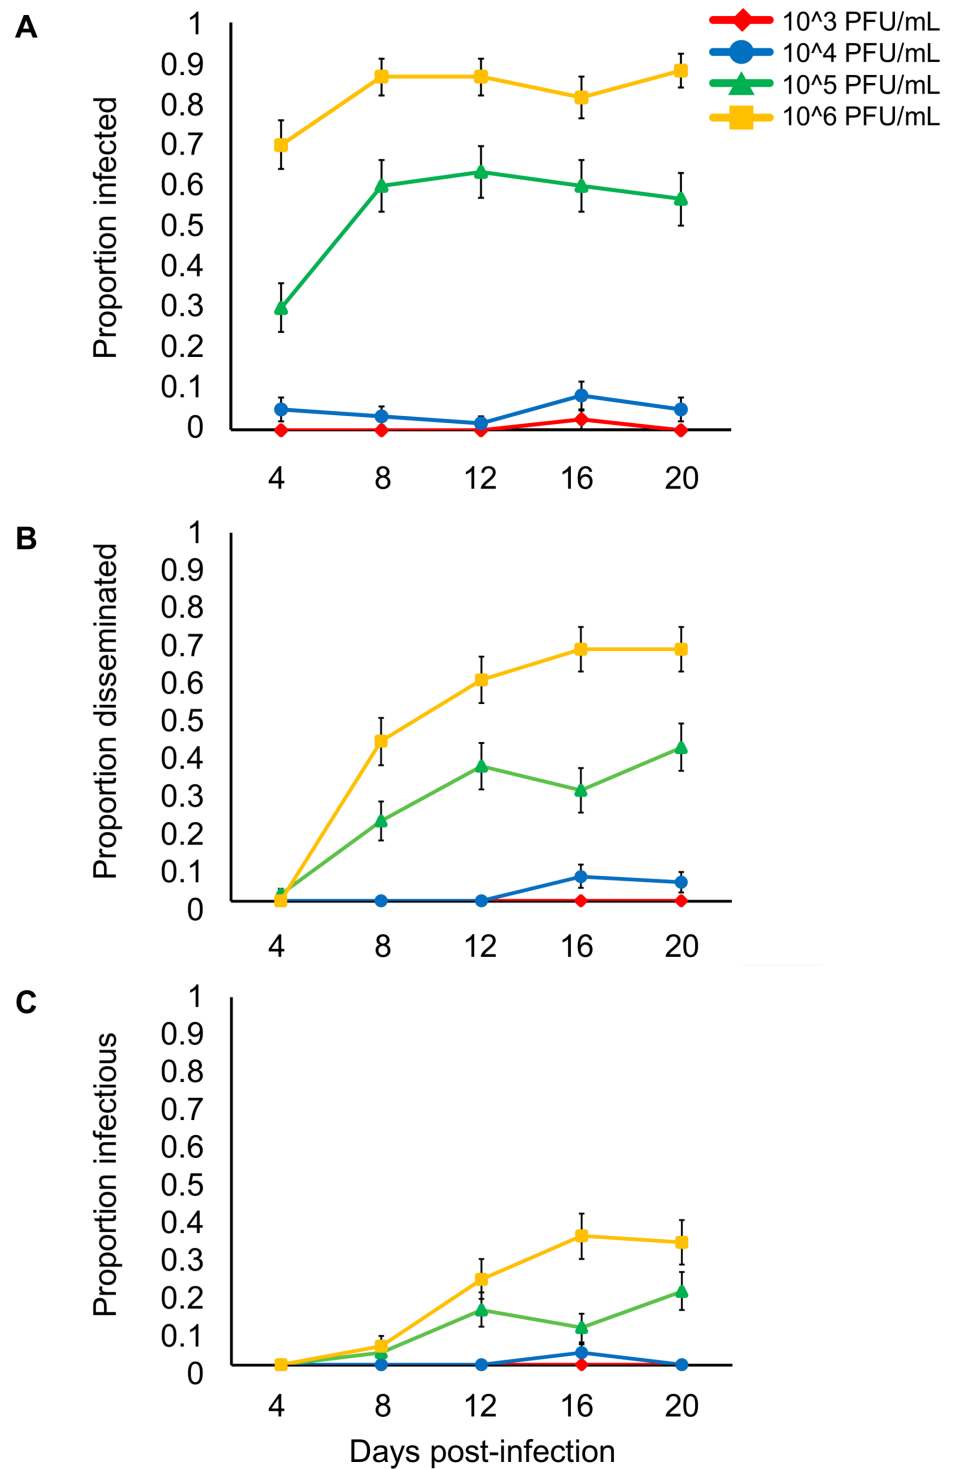 A
Proportion infected
1
0.9
0.8
0.7
0.6
0.5
0.4
0.3
0.2
0.1
0
4 8 12 16 20
10^3 PFU/mL
10^4 PFU/mL
10^5 PFU/mL
10^6 PFU/mL
B
Proportion disseminated
1
0.9
0.8
0.7
0.6
0.5
0.4
0.3
0.2
0.1
0
4 8 12 16 20
C
Proportion infectious
1
0.9
0.8
0.7
0.6
0.5
0.4
0.3
0.2
0.1
0
4 8 12 16 20
Days post-infection